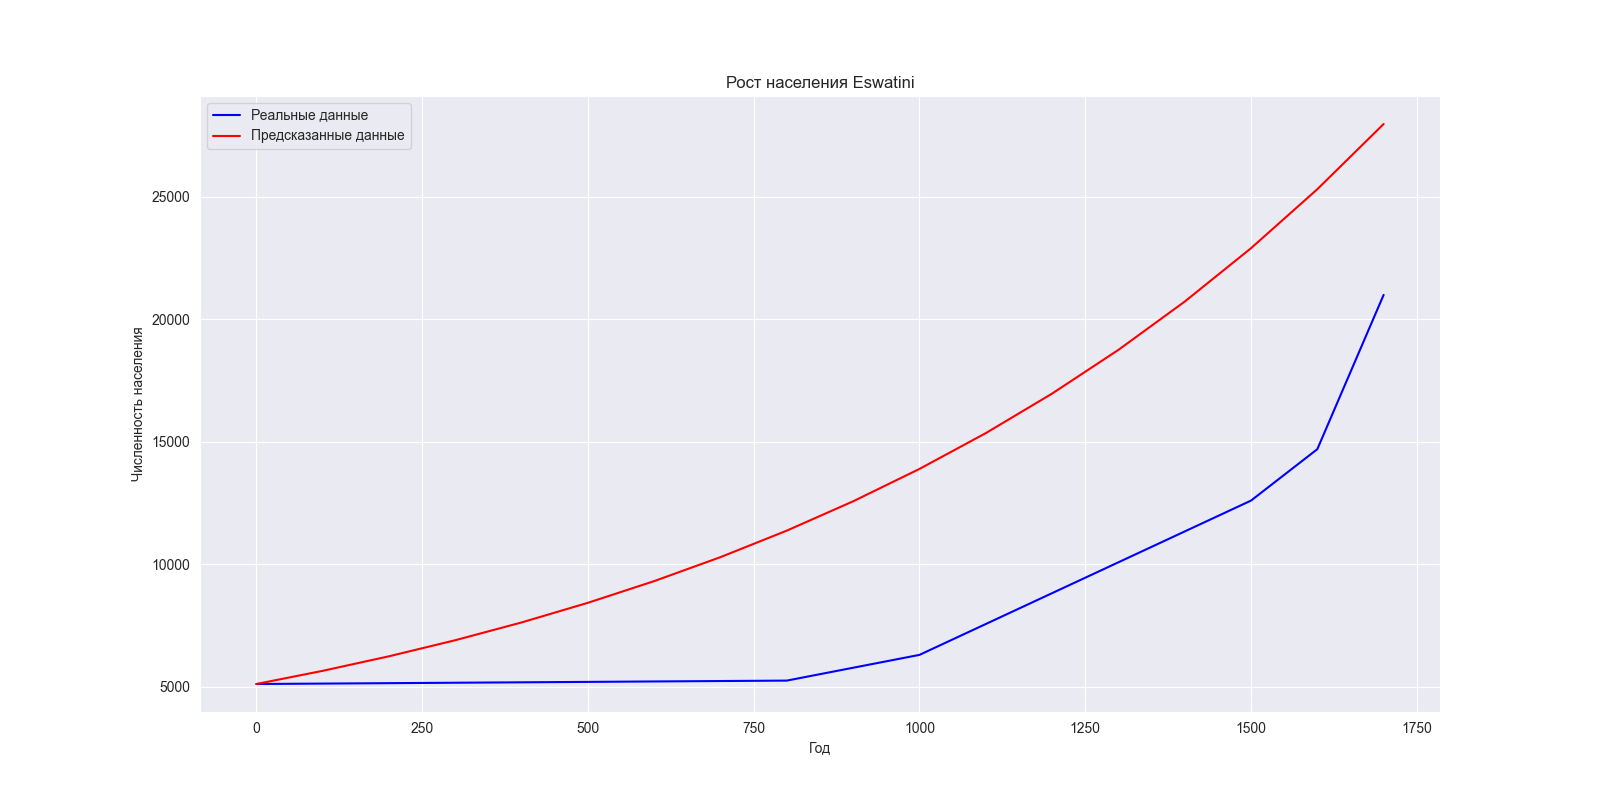 Рост населения Eswatini
Реальные данные
Предсказанные данные
25000
20000
15000
10000
5000
Численность населения
0 250 500 750 1000 1250 1500 1750
Год